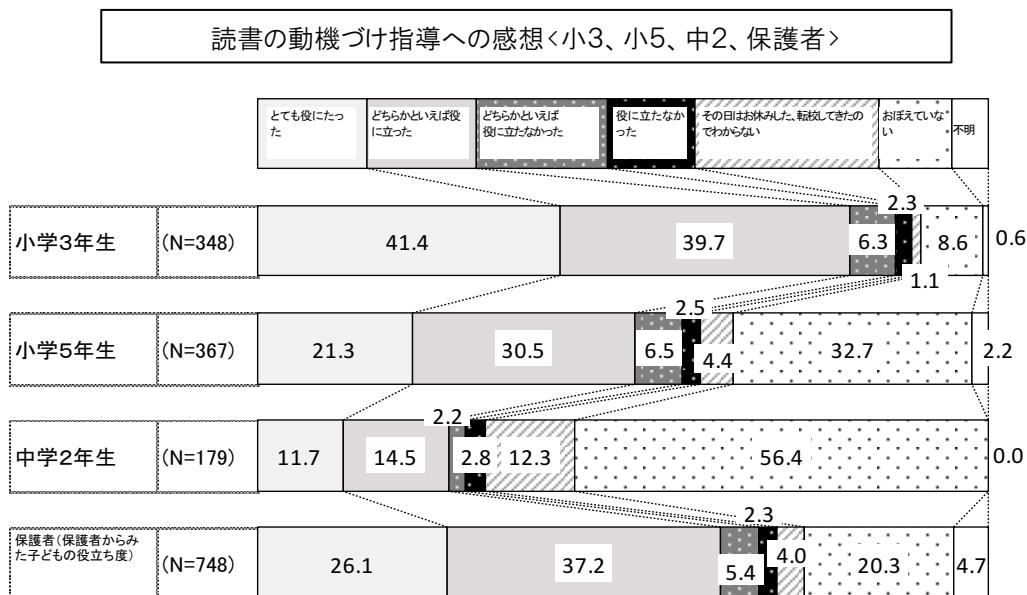 読書の動機づけ指導への感想<小3、小5、中2、保護者>
とても役にたっ
た
どちらかといえば役
に立った
どちらかといえば
役に立たなかった
役に立たなか
った
その日はお休みした、転校してきたの
でわからない
おぼえていな
い
不明
小学3年生
(N=348)
41.4
39.7
6.3
2.3
1.1
8.6
0.6
小学5年生
(N=367)
21.3
30.5
6.5
2.5
4.4
32.7
2.2
中学2年生
(N=179)
11.7
14.5
2.2
2.8
12.3
56.4
0.0
保護者(保護者からみ
た子どもの役立ち度)
(N=748)
26.1
37.2
5.4
2.3
4.0
20.3
4.7